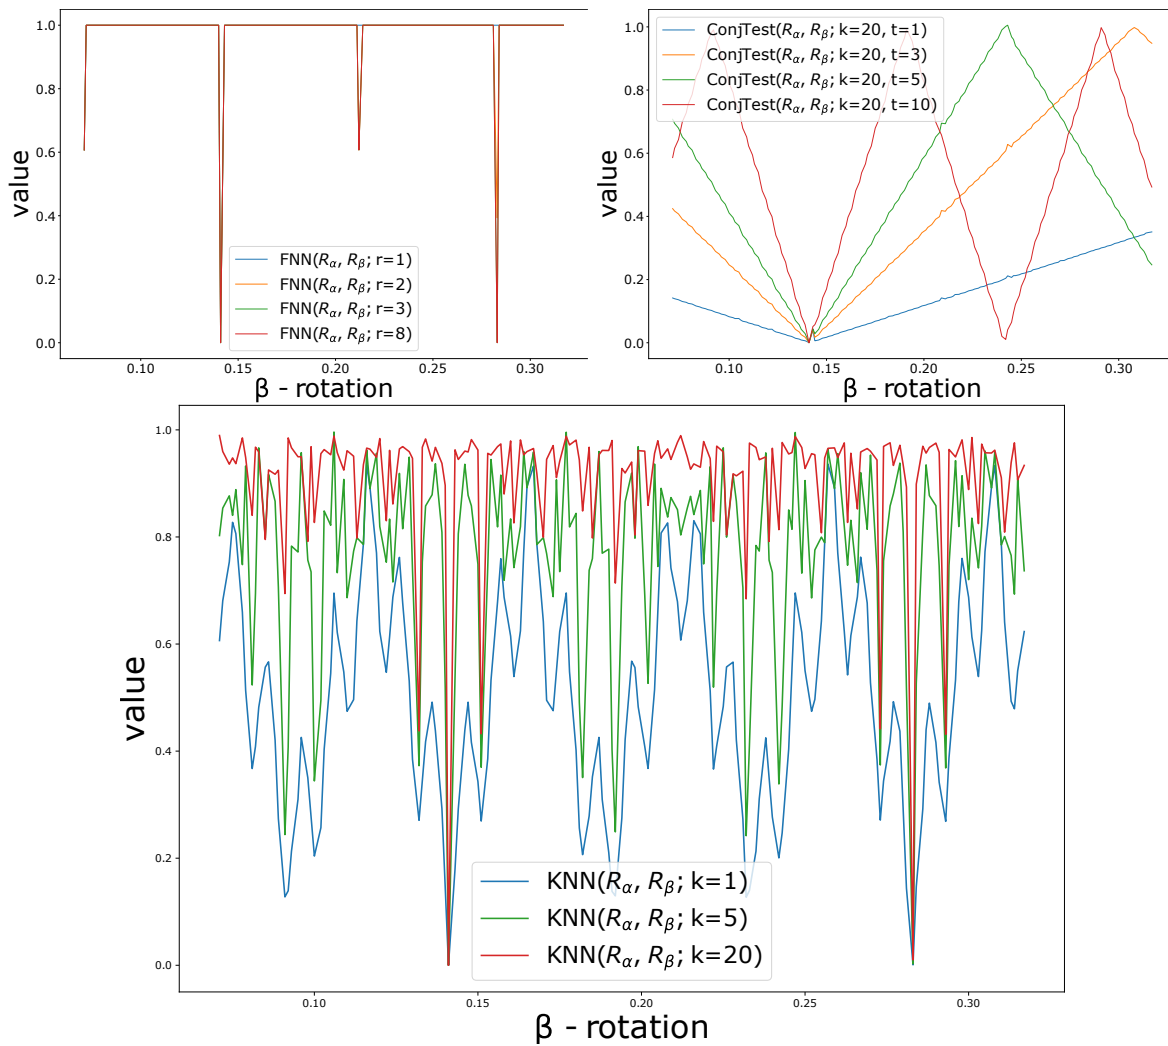 1.0
0.8
0.6
0.4
0.2
0.0
value
FNN(Rα, Rβ; r=1)
FNN(Rα, Rβ; r=2)
FNN(Rα, Rβ; r=3)
FNN(Rα, Rβ; r=8)
0.10 0.15 0.20 0.25 0.30
β - rotation
1.0
0.8
0.6
0.4
0.2
0.0
value
ConjTest(Rα, Rβ; k=20, t=1)
ConjTest(Rα, Rβ; k=20, t=3)
ConjTest(Rα, Rβ; k=20, t=5)
ConjTest(Rα, Rβ; k=20, t=10)
0.10 0.15 0.20 0.25 0.30
β - rotation
1.0
0.8
0.6
0.4
0.2
0.0
value
KNN(Rα, Rβ; k=1)
KNN(Rα, Rβ; k=5)
KNN(Rα, Rβ; k=20)
0.10 0.15 0.20 0.25 0.30
β - rotation